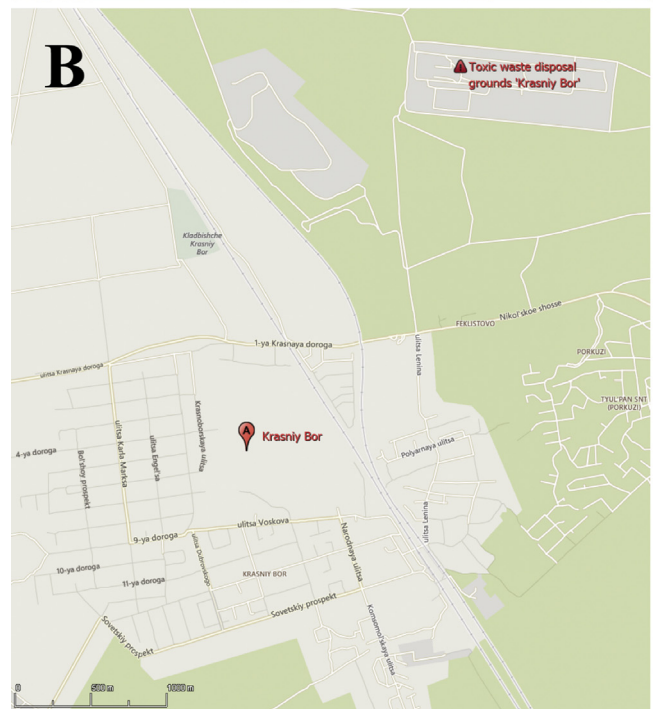 B
Toxic waste disposal
grounds 'Krasniy Bor'
Kladbishche
Krasniy
Bor
Nikol'skoe shosse
FEKLISTOVO
1-ya Krasnaya doroga
ulitsa Lenina
PORKUZI
ulitsa Krasnaya doroga
TYUL'PAN SNT
(PORKUZI)
Krasnoborskaya ulitsa
ulitsa Karla Marksa
A
Krasniy Bor
ulitsa Engel'sa
Polyarnaya ulitsa
4-ya doroga
Bol'shoy prospekt
ulitsa Voskova
ulitsa Lenina
9-ya doroga
Narodnaya ulitsa
ulitsa Dubrovskogo
10-ya doroga
KRASNIY BOR
11-ya doroga
Sovetskiy prospekt
Sovetskiy prospekt
Komsomol'skaya ulitsa
0 500 m 1000 m